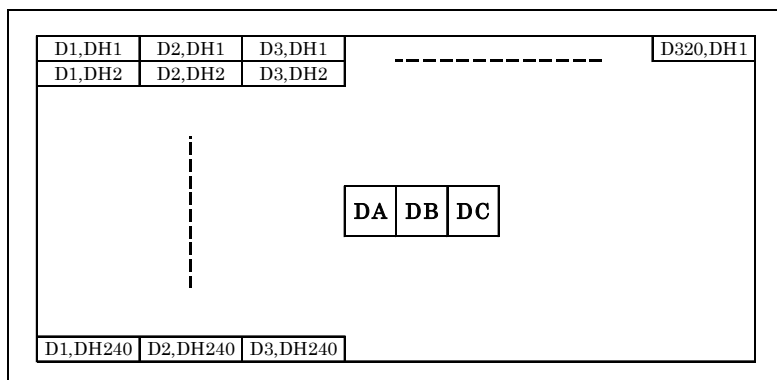 D1,DH1 D2,DH1 D3,DH1 D320,DH1
D1,DH2 D2,DH2 D3,DH2
DA DB DC
D1,DH240 D2,DH240 D3,DH240